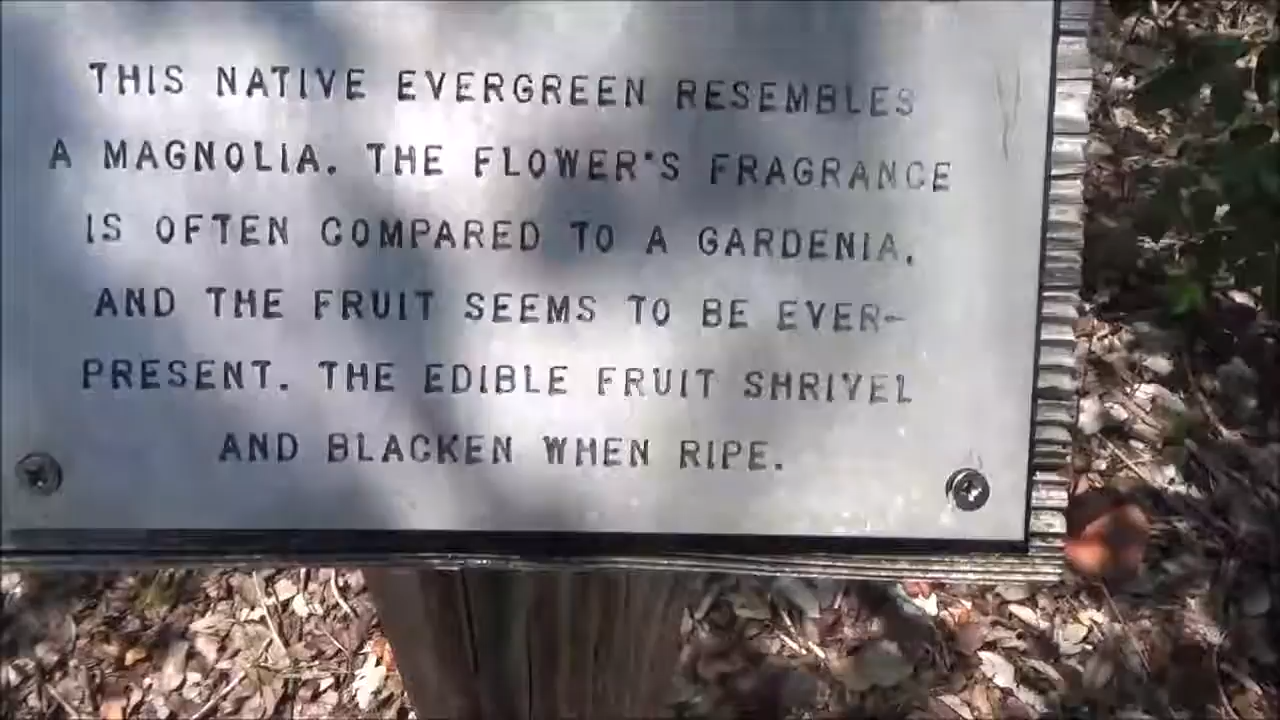 THIS NATIVE EVERGREEN RESEMBLES
A MAGNOLIA. THE FLOWER'S FRAGRANCE
IS OFTEN COMPARED TO A GARDENIA,
AND THE FRUIT SEEMS TO BE EVER-
PRESENT. THE EDIBLE FRUIT SHRIVEL
AND BLACKEN WHEN RIPE.